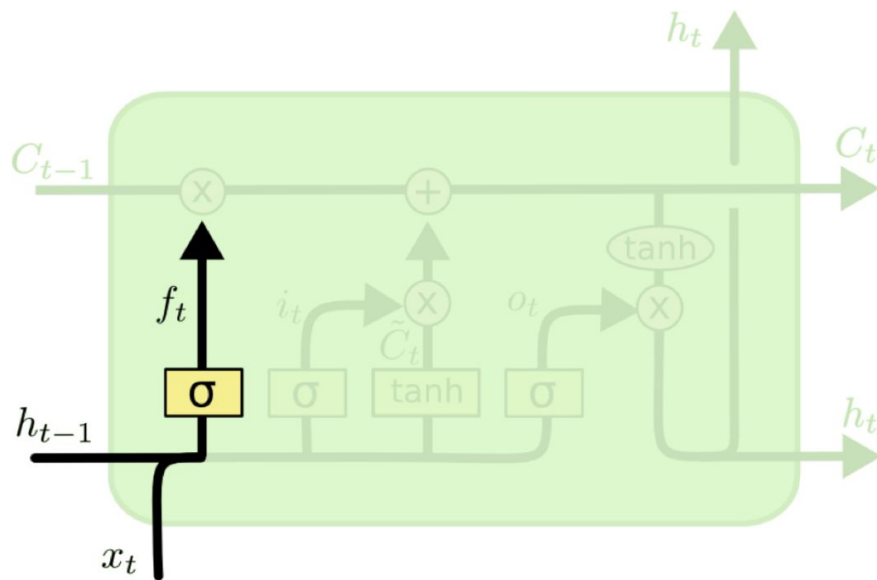 h_t
C_{t-1}
C_t
x
+
tanh
f_t
i_t
x
o_t
x
C̃_t
σ
σ
tanh
σ
h_{t-1}
h_t
x_t